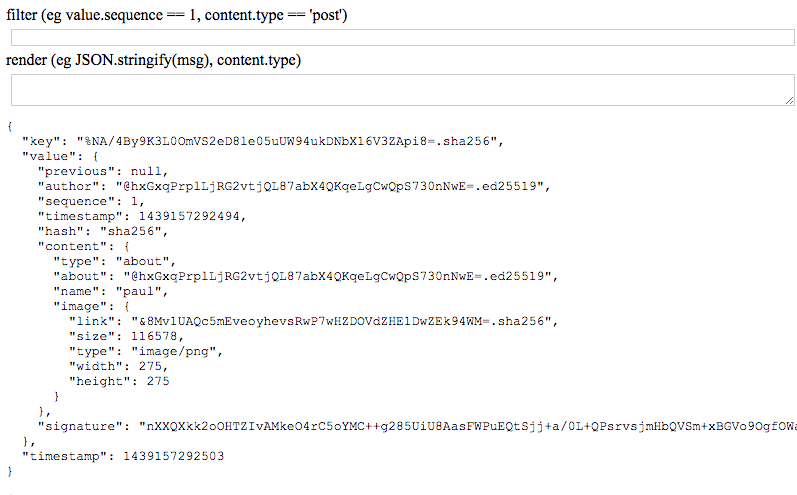 filter (eg value.sequence == 1, content.type == 'post')
render (eg JSON.stringify(msg), content.type)
{
  "key": "%NA/4By9K3L0OmVS2eD8le05uUW94ukDNbX16V3ZApi8=.sha256",
  "value": {
    "previous": null,
    "author": "@hxGxqPrplLjRG2vtjQL87abX4QKqeLgCwQpS730nNwE=.ed25519",
    "sequence": 1,
    "timestamp": 1439157292494,
    "hash": "sha256",
    "content": {
      "type": "about",
      "about": "@hxGxqPrplLjRG2vtjQL87abX4QKqeLgCwQpS730nNwE=.ed25519",
      "name": "paul",
      "image": {
        "link": "&8Mv1UAQc5mEveoyhevsRwP7wHZDOVdZHE1DwZEk94WM=.sha256",
        "size": 116578,
        "type": "image/png",
        "width": 275,
        "height": 275
      }
    },
    "signature": "nXXQXkk2oOHTZIvAMkeO4rC5oYMC++g285UiU8AasFWPuEQtSjj+a/0L+QPsrvsjmHbQVSm+xBGVo9OgfOWa
  },
  "timestamp": 1439157292503
}